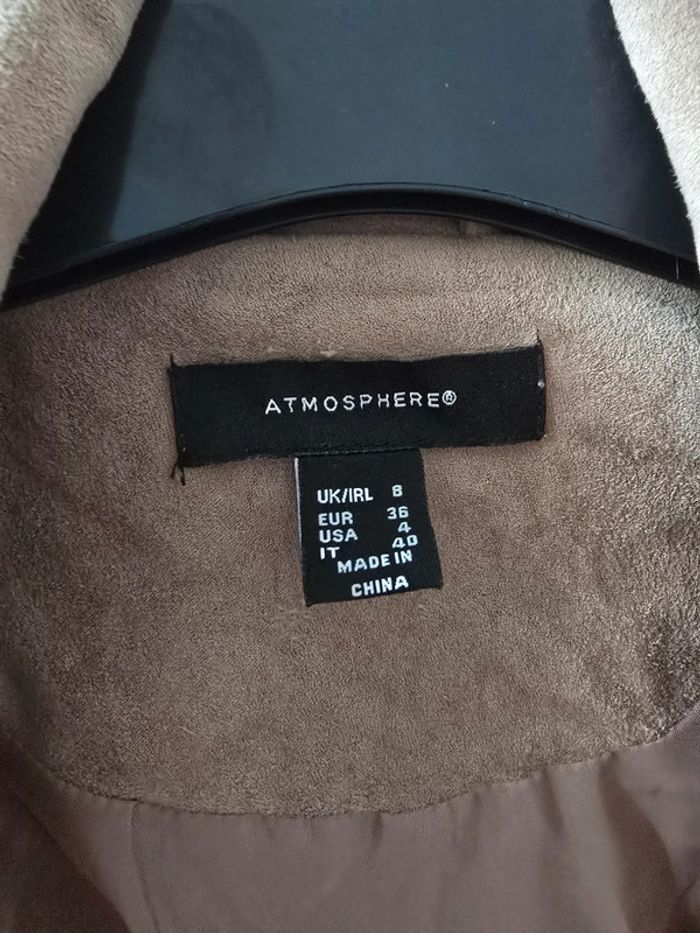 ATMOSPHERE®
UK/IRL 8
EUR 36
USA 4
IT 40
MADE IN
CHINA